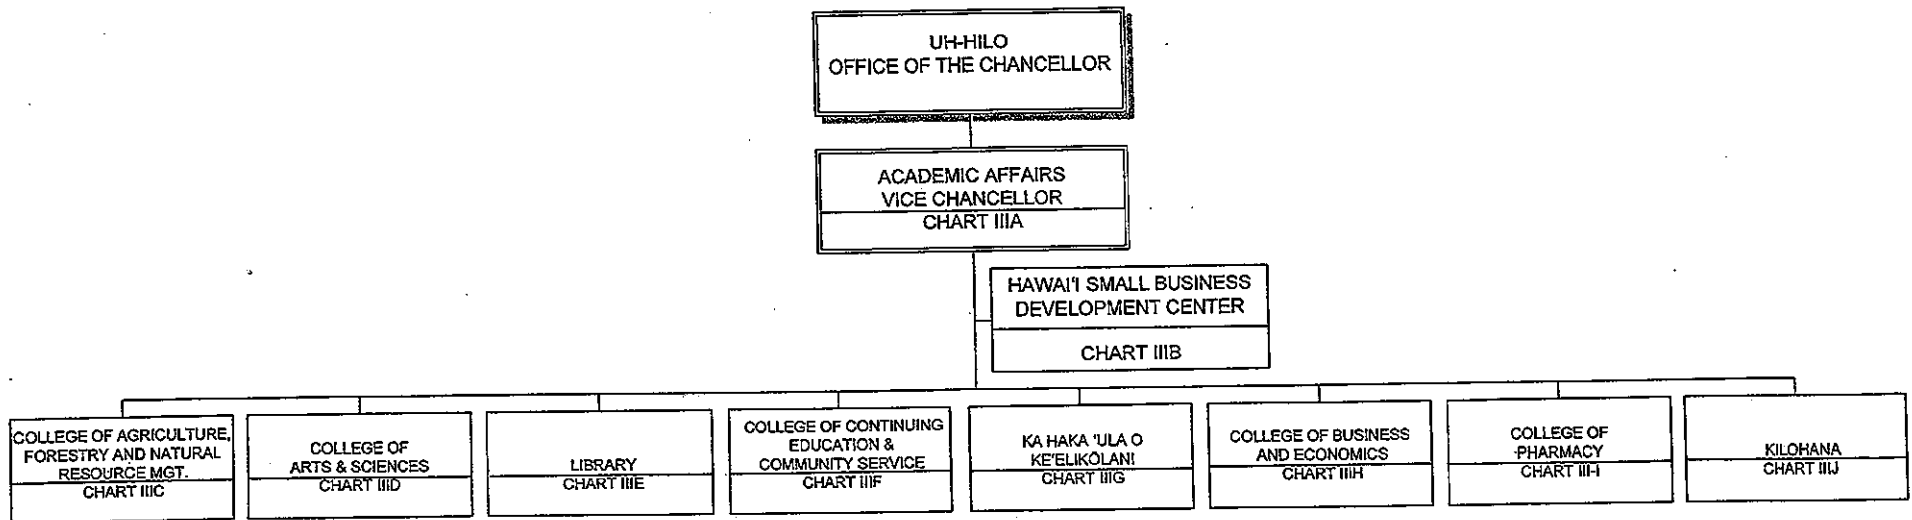 UH-HILO
OFFICE OF THE CHANCELLOR
ACADEMIC AFFAIRS
VICE CHANCELLOR
CHART IIIA
HAWAI'I SMALL BUSINESS
DEVELOPMENT CENTER
CHART IIIB
COLLEGE OF AGRICULTURE,
FORESTRY AND NATURAL
RESOURCE MGT.
CHART IIIC
COLLEGE OF
ARTS & SCIENCES
CHART IIID
LIBRARY
CHART IIIE
COLLEGE OF CONTINUING
EDUCATION &
COMMUNITY SERVICE
CHART IIIF
KA HAKA 'ULA O
KE'ELIKŌLANI
CHART IIIG
COLLEGE OF BUSINESS
AND ECONOMICS
CHART IIIH
COLLEGE OF
PHARMACY
CHART III-I
KILOHANA
CHART IIIJ